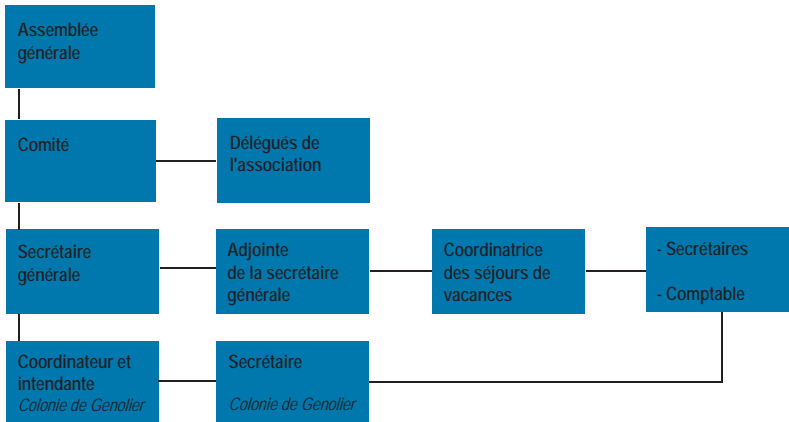 Assemblée
générale
Comité
Délégués de
l'association
Secrétaire
générale
Adjointe
de la secrétaire
générale
Coordinatrice
des séjours de
vacances
- Secrétaires
- Comptable
Coordinateur et
intendante
Colonie de Genolier
Secrétaire
Colonie de Genolier